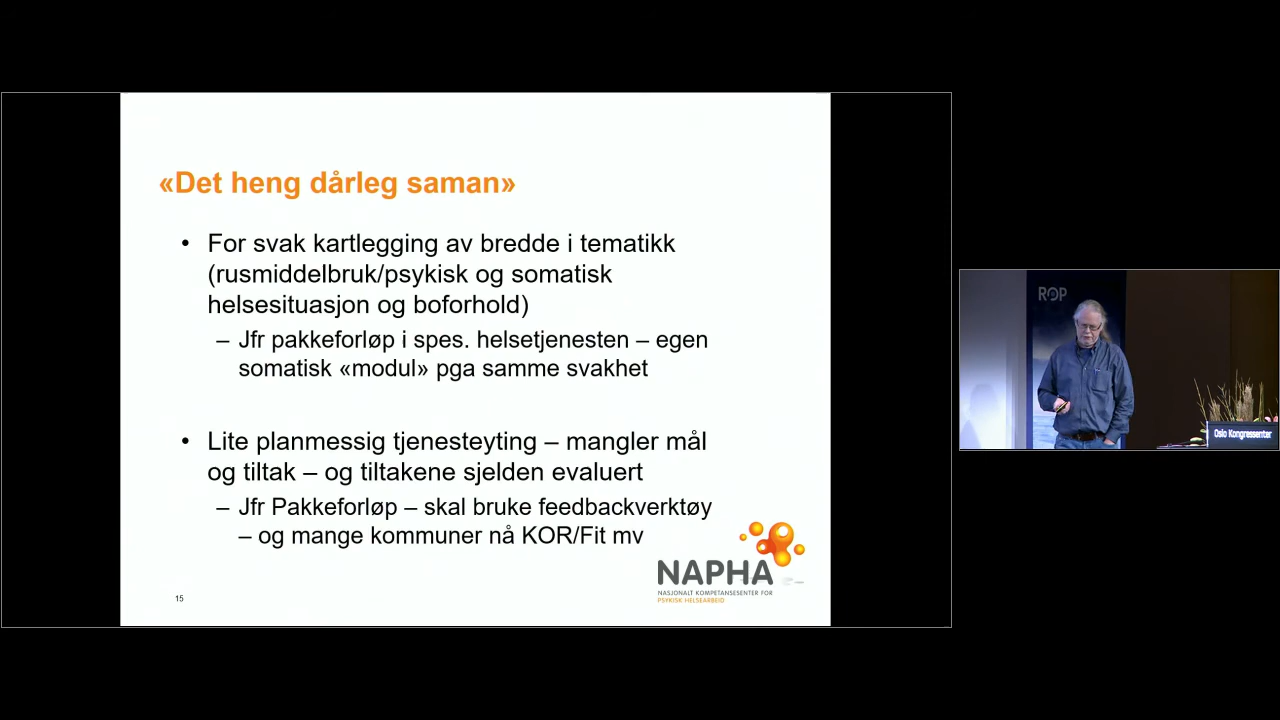 «Det heng dårleg saman»
• For svak kartlegging av bredde i tematikk
(rusmiddelbruk/psykisk og somatisk
helsesituasjon og boforhold)
– Jfr pakkeforløp i spes. helsetjenesten – egen
somatisk «modul» pga samme svakhet
• Lite planmessig tjenesteyting – mangler mål
og tiltak – og tiltakene sjelden evaluert
– Jfr Pakkeforløp – skal bruke feedbackverktøy
– og mange kommuner nå KOR/Fit mv
NAPHA
NASJONALT KOMPETANSESENTER FOR
PSYKISK HELSEARBEID
15
ROP
Oslo Kongressenter